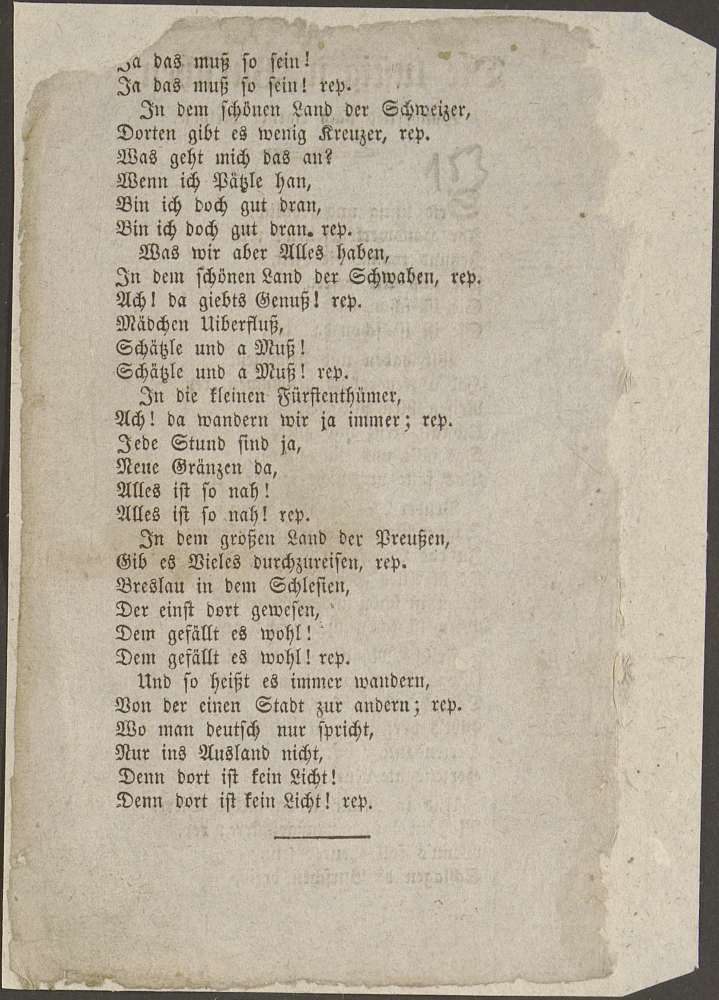 Ja das muß so sein!
Ja das muß so sein! rep.
In dem schönen Land der Schweizer,
Dorten gibt es wenig Kreuzer, rep.
Was geht mich das an?
Wenn ich Pätzle han,
Bin ich doch gut dran,
Bin ich doch gut dran. rep.
Was wir aber Alles haben,
In dem schönen Land der Schwaben, rep.
Ach! da giebts Genuß! rep.
Mädchen Uiberfluß,
Schätzle und a Muß!
Schätzle und a Muß! rep.
In die kleinen Fürstenthümer,
Ach! da wandern wir ja immer; rep.
Jede Stund sind ja,
Neue Gränzen da,
Alles ist so nah!
Alles ist so nah! rep.
In dem großen Land der Preußen,
Gib es Vieles durchzureisen, rep.
Breslau in dem Schlesien,
Der einst dort gewesen,
Dem gefällt es wohl!
Dem gefällt es wohl! rep.
Und so heißt es immer wandern,
Von der einen Stadt zur andern; rep.
Wo man deutsch nur spricht,
Nur ins Ausland nicht,
Denn dort ist kein Licht!
Denn dort ist kein Licht! rep.
153